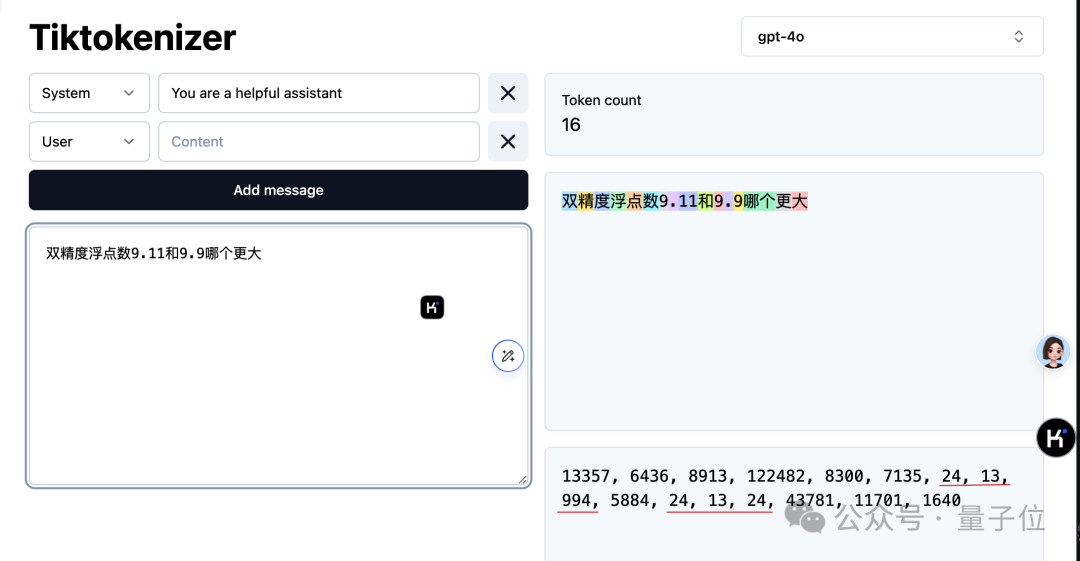 Tiktokenizer
gpt-4o
System
You are a helpful assistant
User
Content
Add message
双精度浮点数9.11和9.9哪个更大
Token count
16
双精度浮点数9.11和9.9哪个更大
13357, 6436, 8913, 122482, 8300, 7135, 24, 13,
994, 5884, 24, 13, 24, 43781, 11701, 1640
公众号 · 量子位